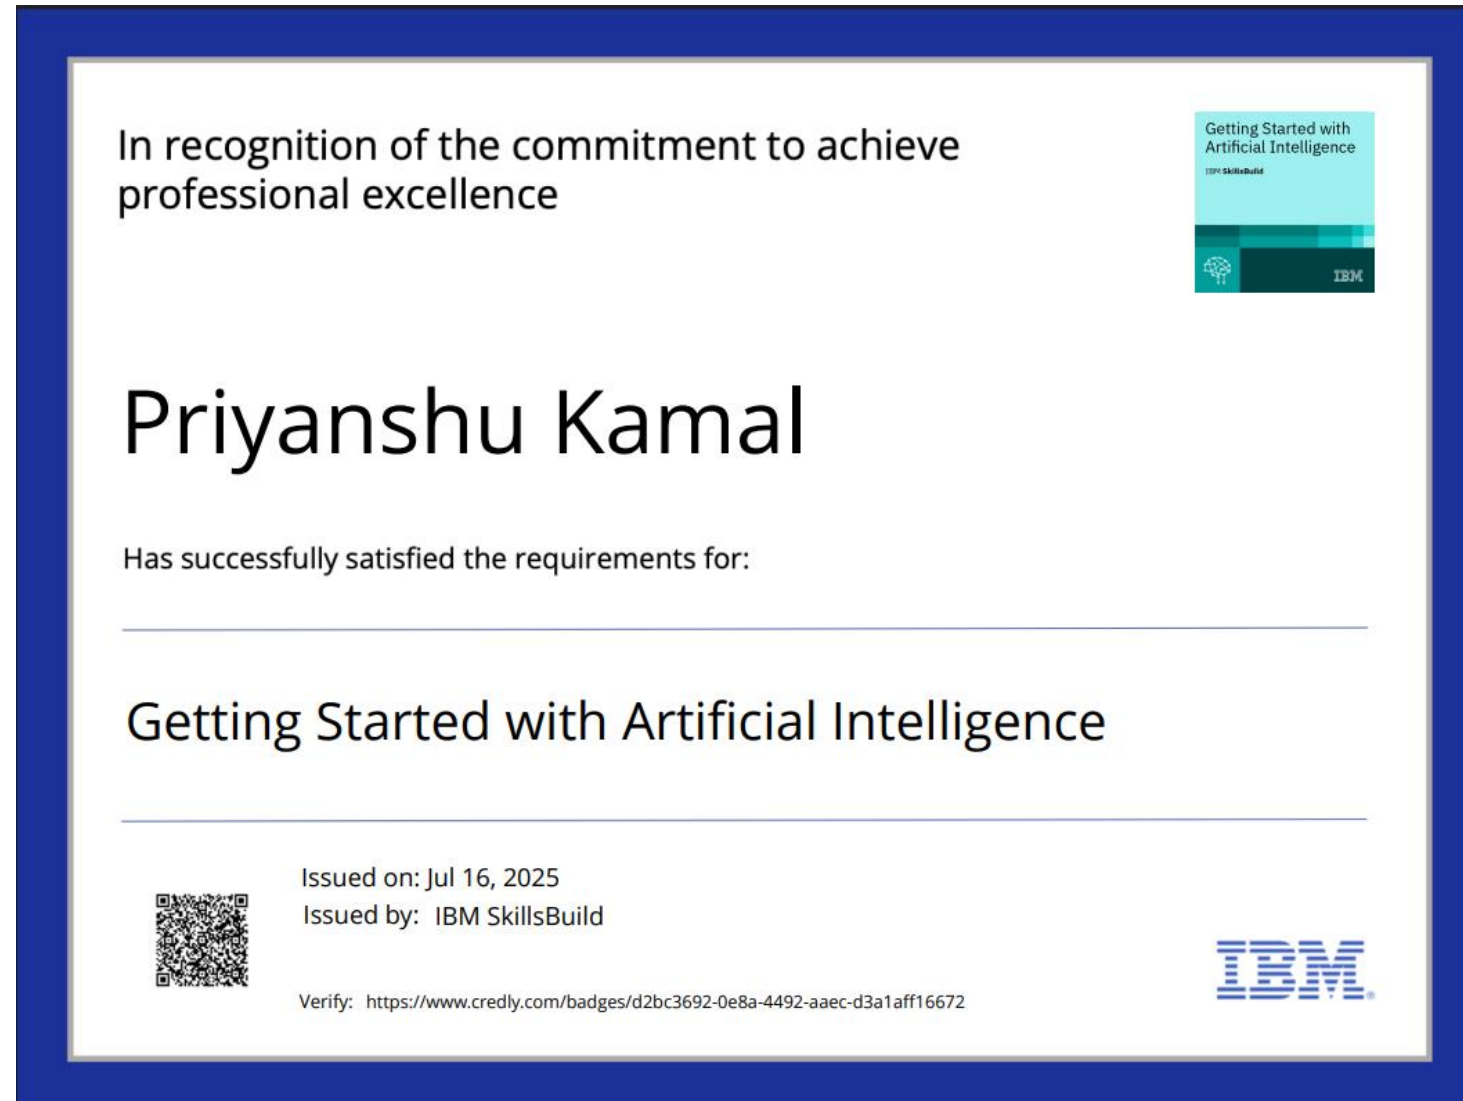 In recognition of the commitment to achieve
professional excellence
Getting Started with
Artificial Intelligence
IBM SkillsBuild
IBM
Priyanshu Kamal
Has successfully satisfied the requirements for:
Getting Started with Artificial Intelligence
Issued on: Jul 16, 2025
Issued by: IBM SkillsBuild
IBM
Verify: https://www.credly.com/badges/d2bc3692-0e8a-4492-aaec-d3a1aff16672